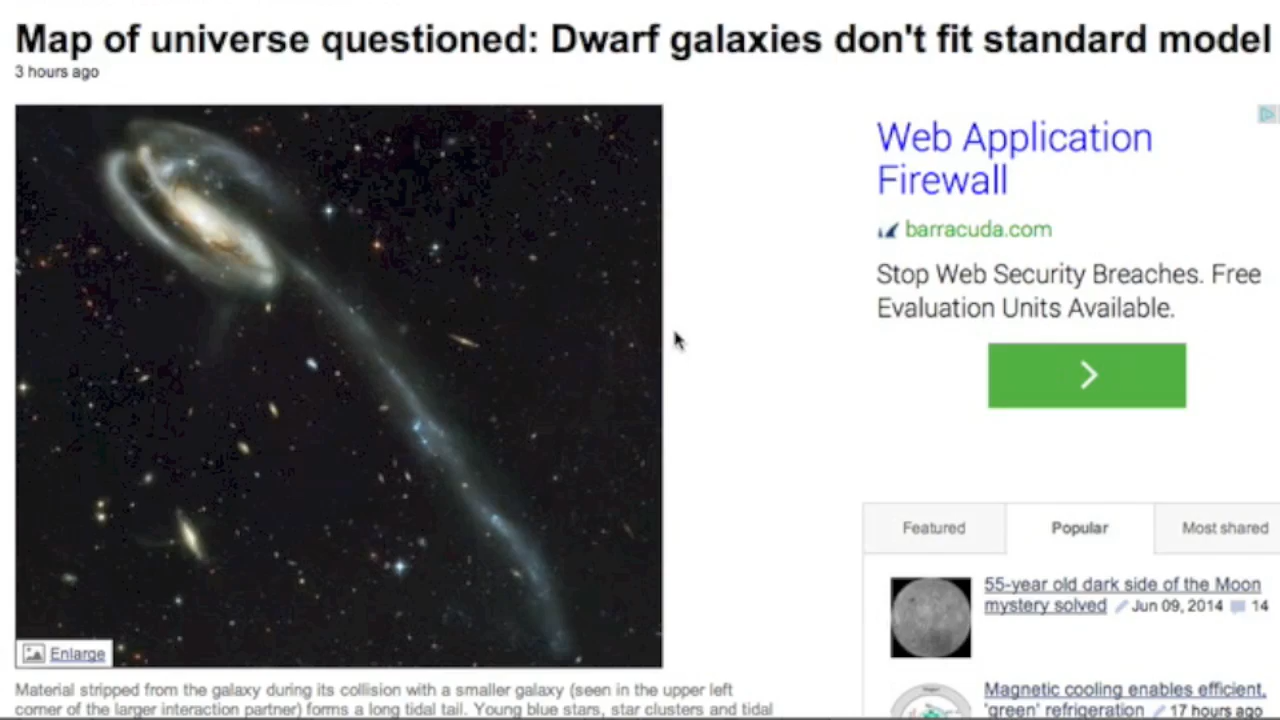 Map of universe questioned: Dwarf galaxies don't fit standard model
3 hours ago
Enlarge
Material stripped from the galaxy during its collision with a smaller galaxy (seen in the upper left
corner of the larger interaction partner) forms a long tidal tail. Young blue stars, star clusters and tidal
Web Application
Firewall
barracuda.com
Stop Web Security Breaches. Free
Evaluation Units Available.
Featured
Popular
Most shared
55-year old dark side of the Moon
mystery solved Jun 09, 2014 14
Magnetic cooling enables efficient,
'green' refrigeration 17 hours ago